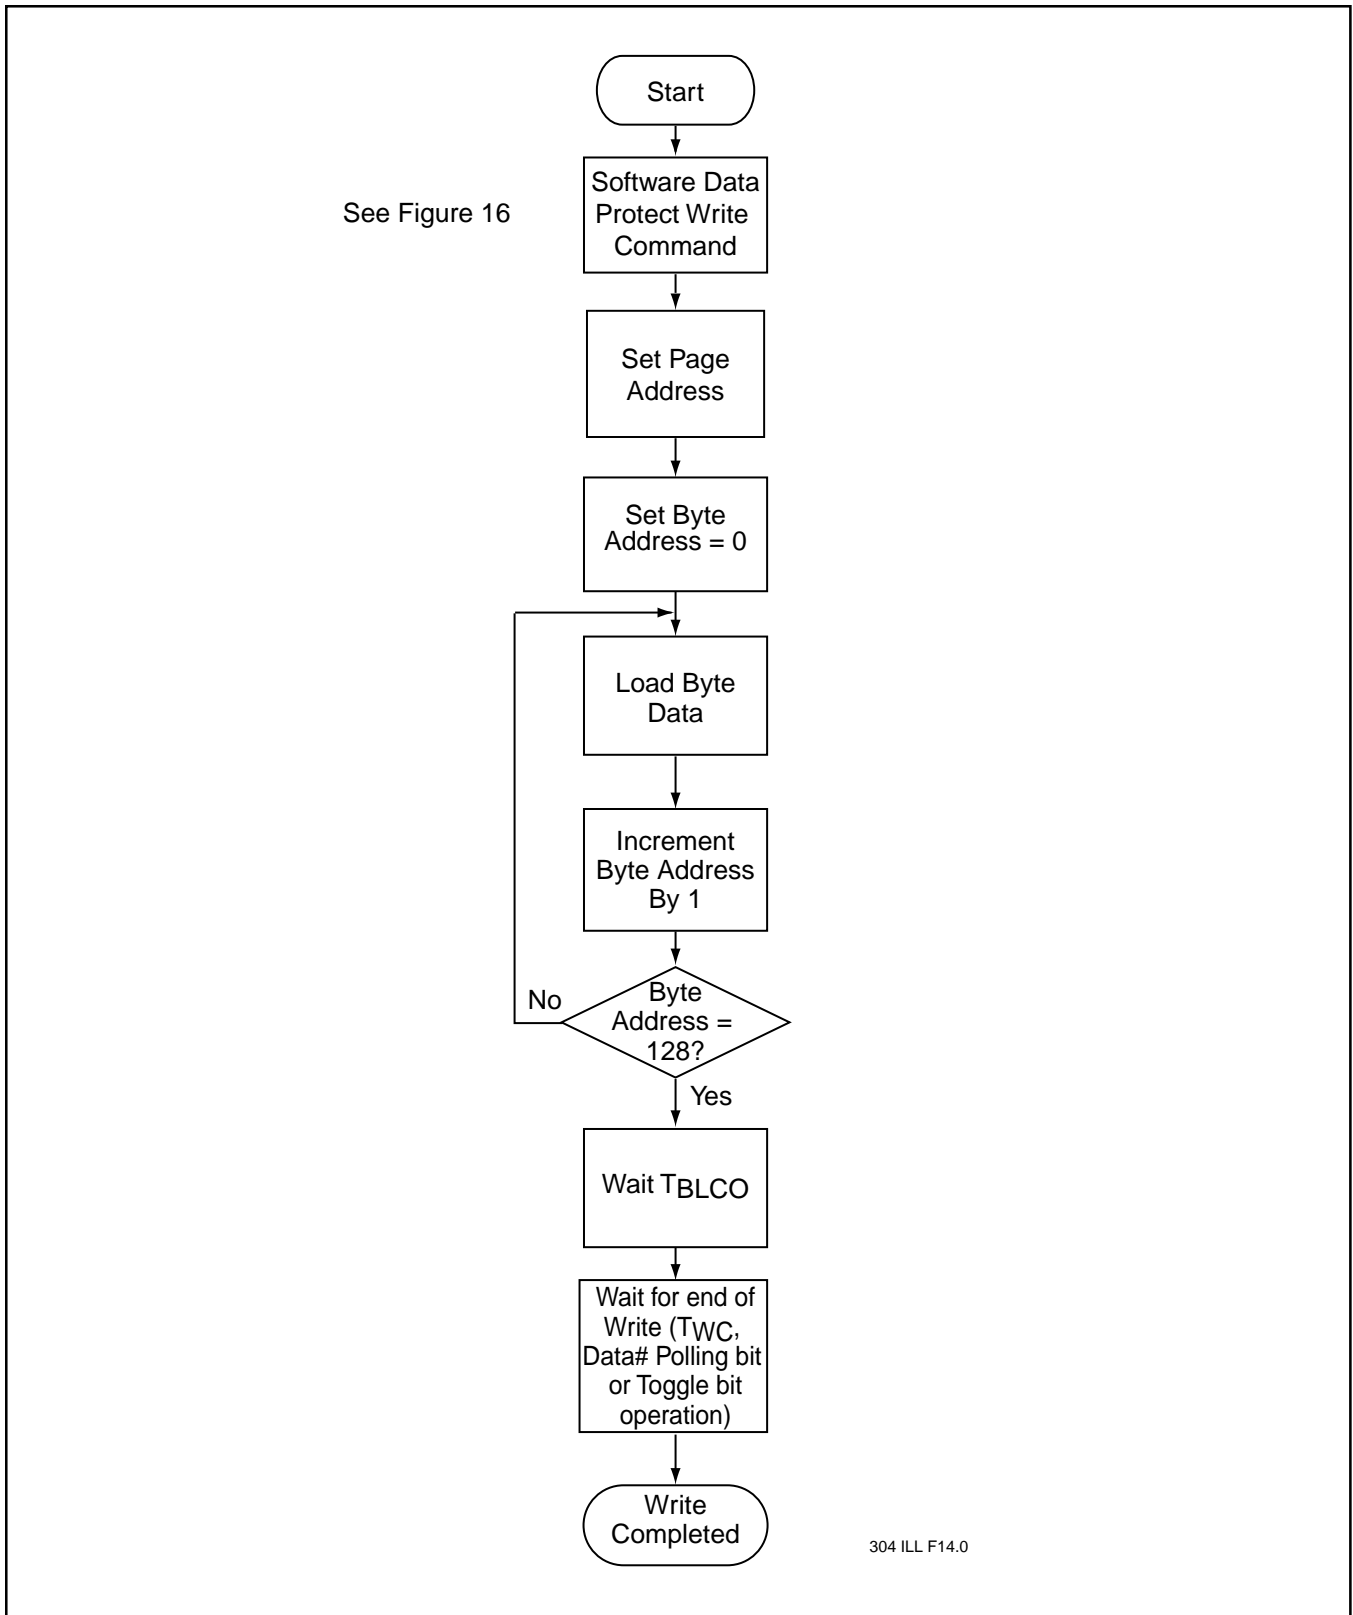 Start
See Figure 16
Software Data
Protect Write
Command
Set Page
Address
Set Byte
Address = 0
Load Byte
Data
Increment
Byte Address
By 1
No
Byte
Address =
128?
Yes
Wait TBLCO
Wait for end of
Write (TWC,
Data# Polling bit
or Toggle bit
operation)
Write
Completed
304 ILL F14.0